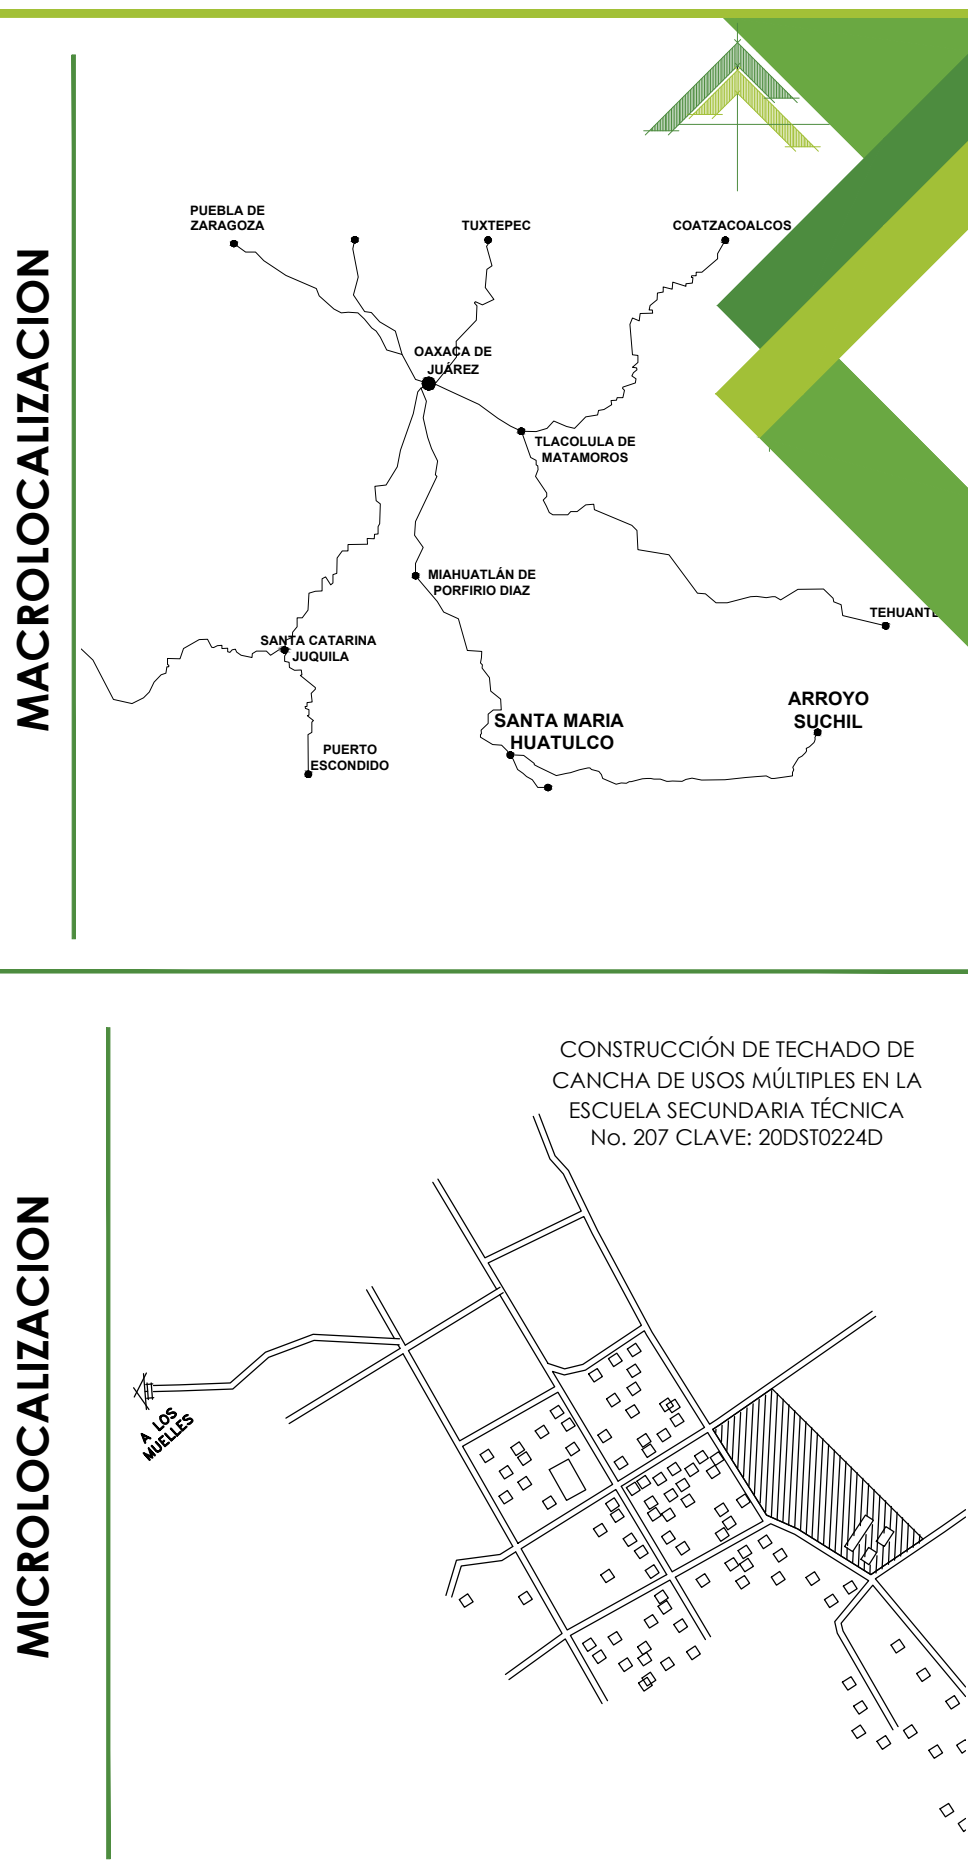 MACROLOCALIZACION
PUEBLA DE
ZARAGOZA
TUXTEPEC
COATZACOALCOS
OAXACA DE
JUÁREZ
TLACOLULA DE
MATAMOROS
MIAHUATLÁN DE
PORFIRIO DIAZ
TEHUANTE
SANTA CATARINA
JUQUILA
ARROYO
SUCHIL
SANTA MARIA
HUATULCO
PUERTO
ESCONDIDO
MICROLOCALIZACION
CONSTRUCCIÓN DE TECHADO DE
CANCHA DE USOS MÚLTIPLES EN LA
ESCUELA SECUNDARIA TÉCNICA
No. 207 CLAVE: 20DST0224D
A LOS
MUELLES